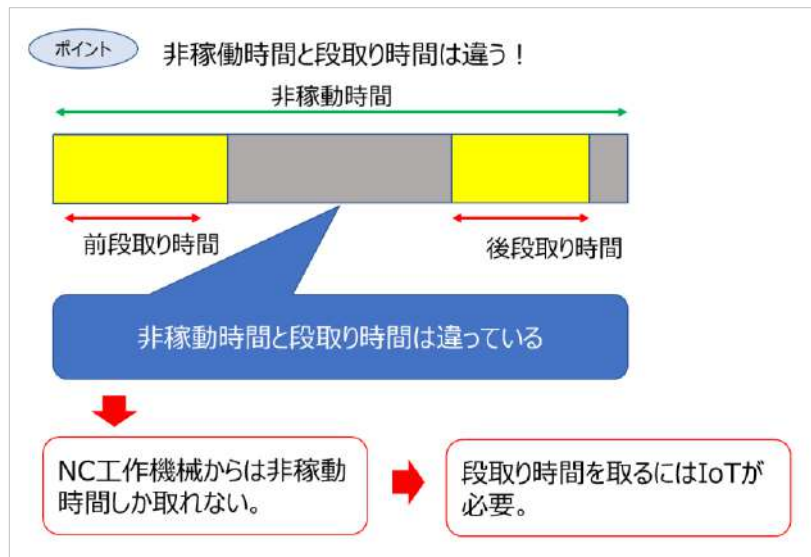 ポイント
非稼働時間と段取り時間は違う！
非稼動時間
前段取り時間
後段取り時間
非稼動時間と段取り時間は違っている
NC工作機械からは非稼動
時間しか取れない。
段取り時間を取るにはIoTが
必要。